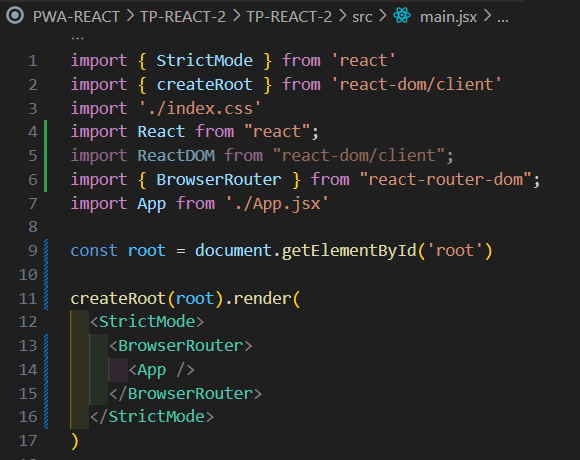 PWA-REACT > TP-REACT-2 > TP-REACT-2 > src > main.jsx > ...
...
1 import { StrictMode } from 'react'
2 import { createRoot } from 'react-dom/client'
3 import './index.css'
4 import React from "react";
5 import ReactDOM from "react-dom/client";
6 import { BrowserRouter } from "react-router-dom";
7 import App from './App.jsx'
8
9 const root = document.getElementById('root')
10
11 createRoot(root).render(
12   <StrictMode>
13     <BrowserRouter>
14       <App />
15     </BrowserRouter>
16   </StrictMode>
17 )